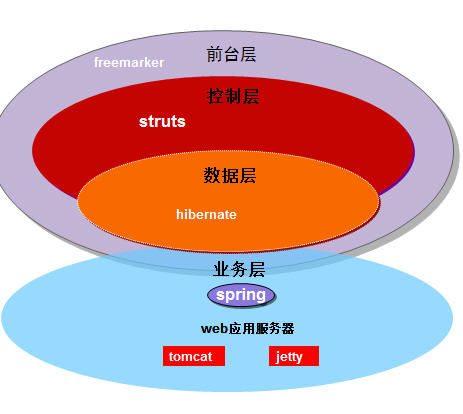 前台层
freemarker
控制层
struts
数据层
hibernate
业务层
spring
web应用服务器
tomcat jetty